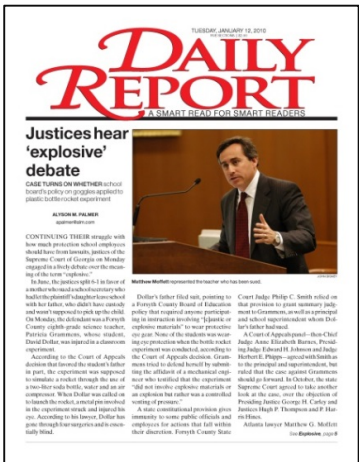 TUESDAY, JANUARY 12, 2010
DAILY
REPORT
A SMART READ FOR SMART READERS
Justices hear
‘explosive’
debate
CASE TURNS ON WHETHER school
board's policy on goggles applied to
plastic bottle rocket experiment
ALYSON M. PALMER
apalmer@alm.com
CONTINUING THEIR struggle with
how much protection school employees
should have from lawsuits, justices of the
Supreme Court of Georgia on Monday
engaged in a lively debate over the mean-
ing of the term “explosive.”
In June, the justices split 6-1 in favor of
a mother who sued a school secretary who
had let the plaintiff's daughter leave school
with her father, who didn't have custody
and wasn't supposed to pick up the child.
On Monday, the defendant was a Forsyth
County eighth-grade science teacher,
Patricia Grammens, whose student,
David Dollar, was injured in a classroom
experiment.
According to the Court of Appeals
decision that favored the student's father
in part, the experiment was supposed
to simulate a rocket through the use of
a two-liter soda bottle, water and an air
compressor. When Dollar was called on
to launch the rocket, a metal pin involved
in the experiment struck and injured his
eye. According to his lawyer, Dollar has
gone through four surgeries and is essen-
tially blind.
Matthew Moffett represented the teacher who has been sued.
Dollar's father filed suit, pointing to
a Forsyth County Board of Education
policy that required anyone participat-
ing in instruction involving “[c]austic or
explosive materials” to wear protective
eye gear. None of the students was wear-
ing eye protection when the bottle rocket
experiment was conducted, according to
the Court of Appeals decision. Gram-
mens tried to defend herself by submit-
ting the affidavit of a mechanical engi-
neer who testified that the experiment
“did not involve explosive materials or
an explosion but rather was a controlled
venting of pressure.”
A state constitutional provision gives
immunity to some public officials and
employees for actions that fall within
their discretion. Forsyth County State
Court Judge Philip C. Smith relied on
that provision to grant summary judg-
ment to Grammens, as well as a principal
and school superintendent whom Dol-
lar's father had sued.
A Court of Appeals panel—then-Chief
Judge Anne Elizabeth Barnes, Presid-
ing Judge Edward H. Johnson and Judge
Herbert E. Phipps—agreed with Smith as
to the principal and superintendent, but
ruled that the case against Grammens
should go forward. In October, the state
Supreme Court agreed to take another
look at the case, over the objection of
Presiding Justice George H. Carley and
Justices Hugh P. Thompson and P. Har-
ris Hines.
Atlanta lawyer Matthew G. Moffett
See Explosive, page 5